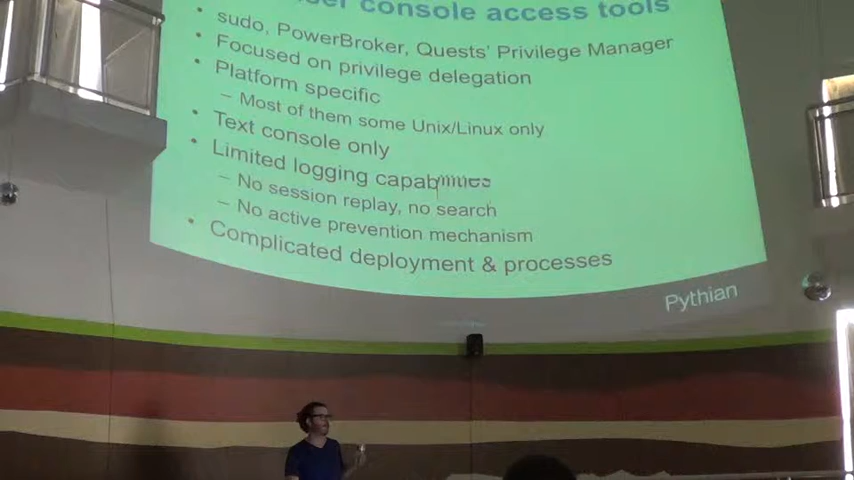 console access tools
• sudo, PowerBroker, Quests' Privilege Manager
• Focused on privilege delegation
• Platform specific
– Most of them some Unix/Linux only
• Text console only
• Limited logging
– No session replay, no search
– No active prevention mechanism
• Complicated deployment & processes
Pythian